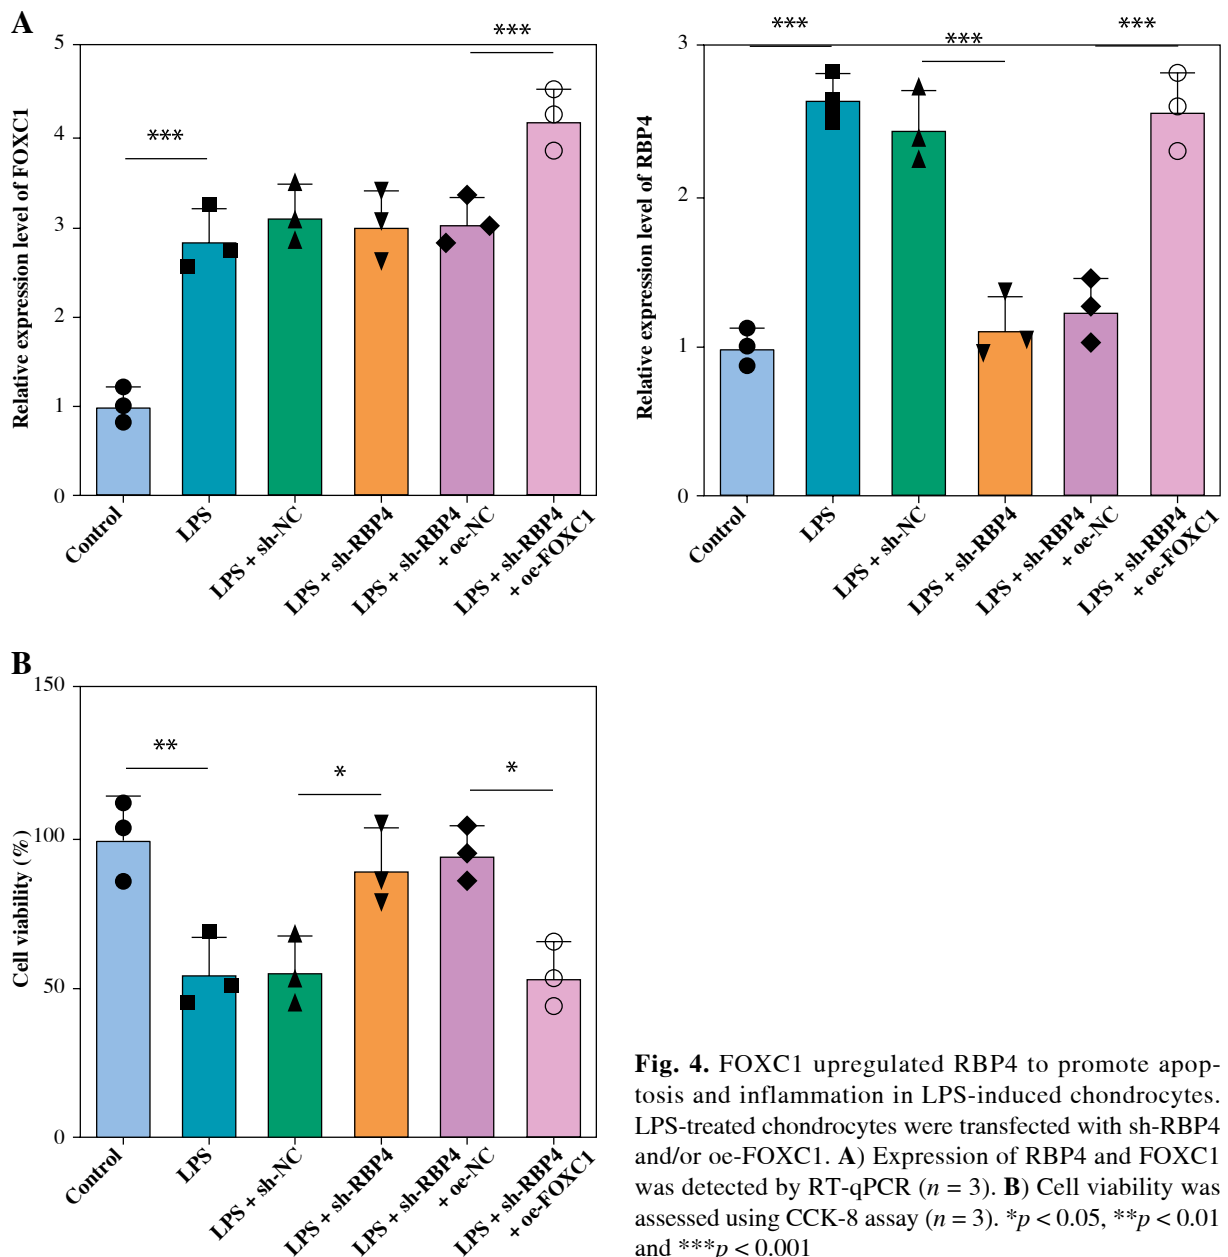 A
Relative expression level of FOXC1
5
4
3
2
1
0
***
***
Control
LPS
LPS + sh-NC
LPS + sh-RBP4
LPS + sh-RBP4
+ oe-NC
LPS + sh-RBP4
+ oe-FOXC1
Relative expression level of RBP4
3
2
1
0
***
***
***
Control
LPS
LPS + sh-NC
LPS + sh-RBP4
LPS + sh-RBP4
+ oe-NC
LPS + sh-RBP4
+ oe-FOXC1
B
Cell viability (%)
150
100
50
0
**
*
*
Control
LPS
LPS + sh-NC
LPS + sh-RBP4
LPS + sh-RBP4
+ oe-NC
LPS + sh-RBP4
+ oe-FOXC1
Fig. 4. FOXC1 upregulated RBP4 to promote apop-
tosis and inflammation in LPS-induced chondrocytes.
LPS-treated chondrocytes were transfected with sh-RBP4
and/or oe-FOXC1. A) Expression of RBP4 and FOXC1
was detected by RT-qPCR (n = 3). B) Cell viability was
assessed using CCK-8 assay (n = 3). *p < 0.05, **p < 0.01
and ***p < 0.001